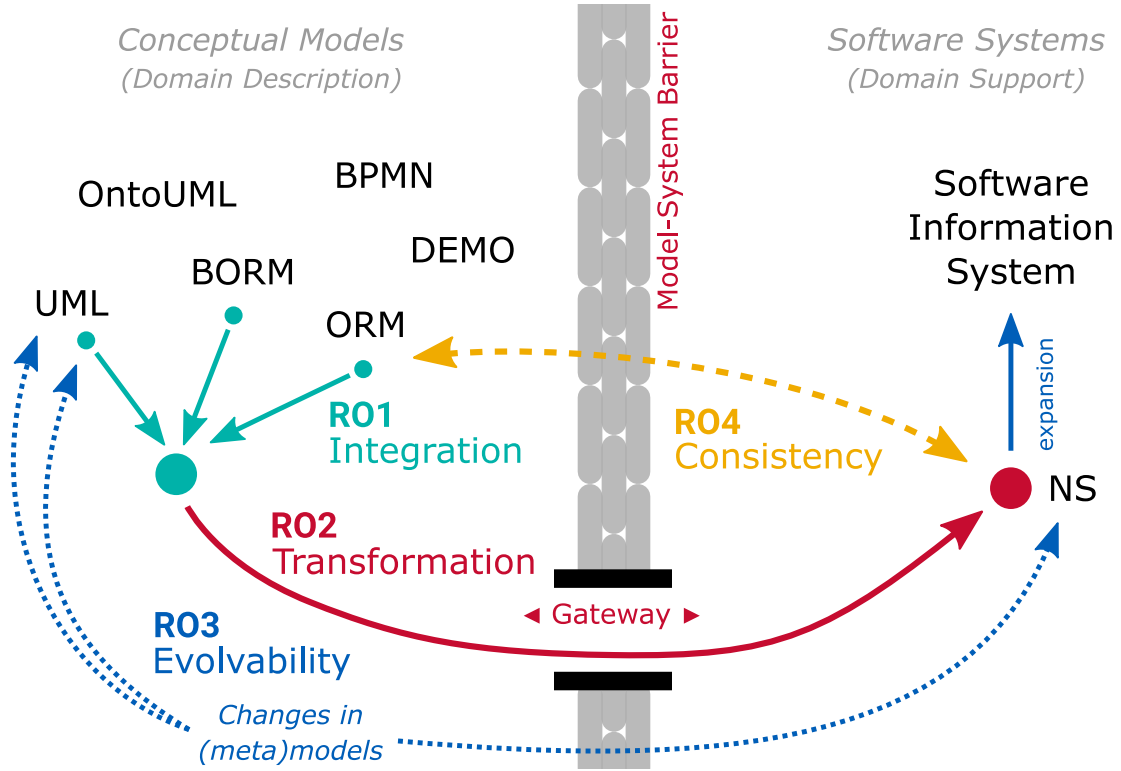 Conceptual Models
(Domain Description)
Model-System Barrier
Software Systems
(Domain Support)
OntoUML
BPMN
DEMO
BORM
UML
ORM
Software
Information
System
RO1
Integration
RO4
Consistency
expansion
NS
RO2
Transformation
◄ Gateway ►
RO3
Evolvability
Changes in
(meta)models